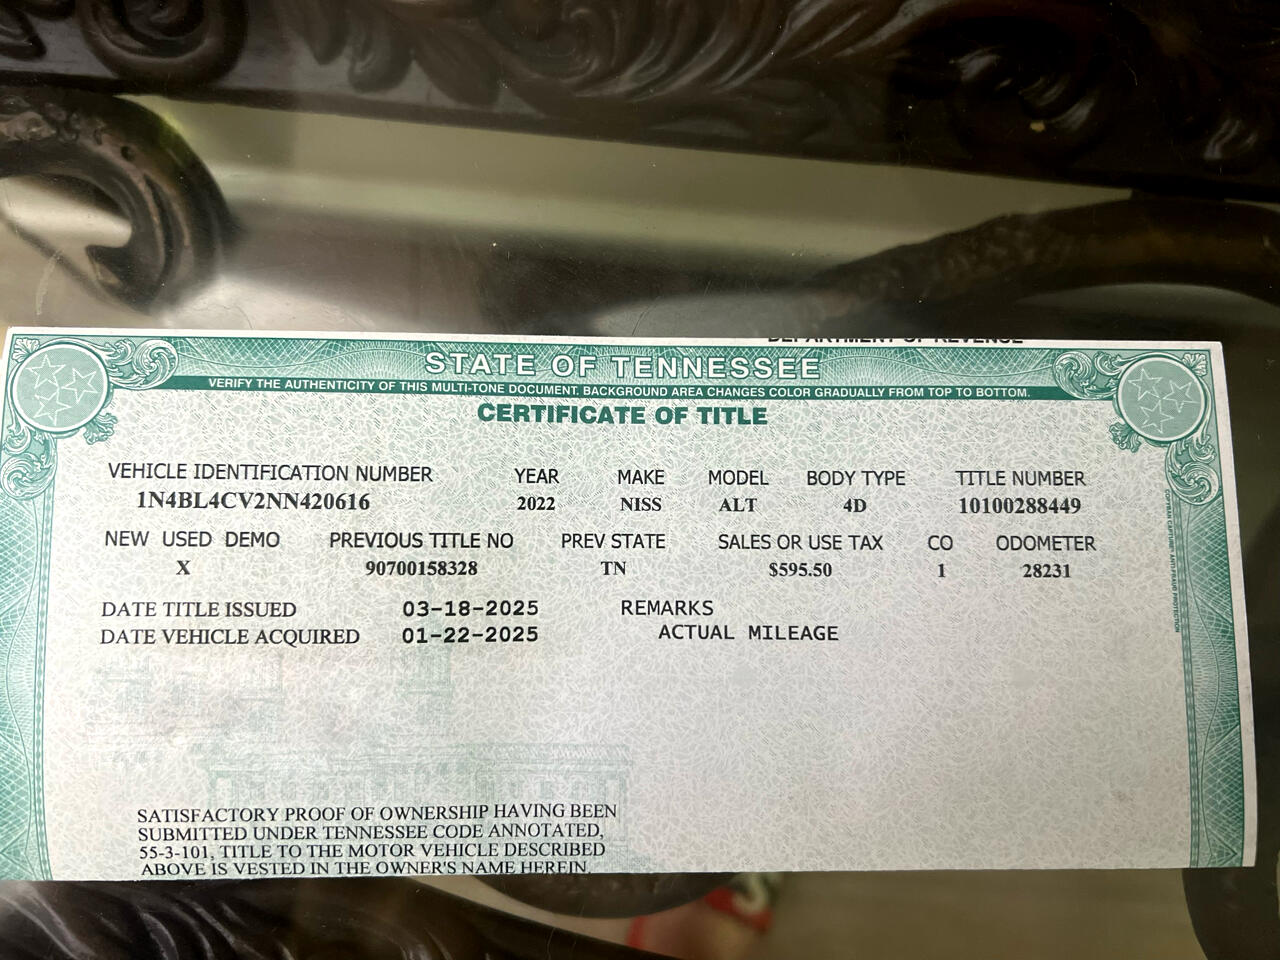 DEPARTMENT OF REVENUE
STATE OF TENNESSEE
VERIFY THE AUTHENTICITY OF THIS MULTI-TONE DOCUMENT. BACKGROUND AREA CHANGES COLOR GRADUALLY FROM TOP TO BOTTOM.
CERTIFICATE OF TITLE
VEHICLE IDENTIFICATION NUMBER YEAR MAKE MODEL BODY TYPE TITLE NUMBER
1N4BL4CV2NN420616 2022 NISS ALT 4D 10100288449
NEW USED DEMO PREVIOUS TITLE NO PREV STATE SALES OR USE TAX CO ODOMETER
X 90700158328 TN $595.50 1 28231
DATE TITLE ISSUED 03-18-2025 REMARKS
DATE VEHICLE ACQUIRED 01-22-2025 ACTUAL MILEAGE
SATISFACTORY PROOF OF OWNERSHIP HAVING BEEN
SUBMITTED UNDER TENNESSEE CODE ANNOTATED,
55-3-101, TITLE TO THE MOTOR VEHICLE DESCRIBED
ABOVE IS VESTED IN THE OWNER'S NAME HEREIN.